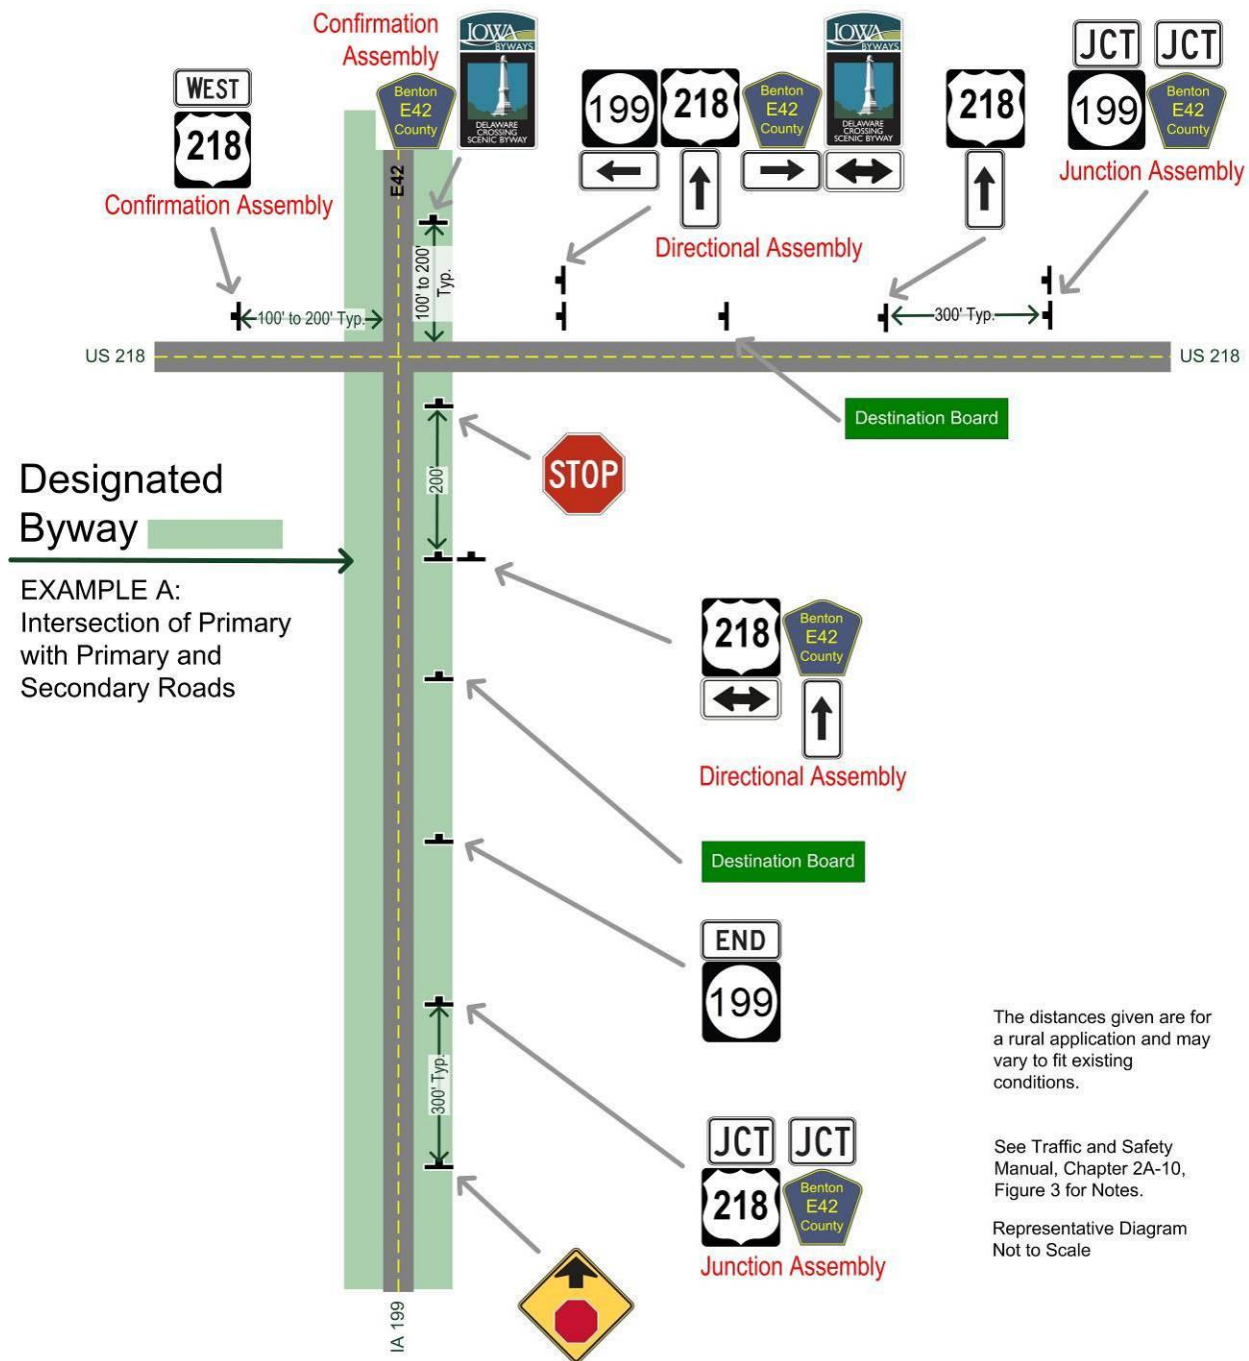 Confirmation
Assembly
IOWA
BYWAYS
DELAWARE
CROSSING
SCENIC BYWAY
Benton
E42
County
WEST
218
Confirmation Assembly
199
218
Benton
E42
County
IOWA
BYWAYS
DELAWARE
CROSSING
SCENIC BYWAY
Directional Assembly
218
JCT
JCT
199
Benton
E42
County
Junction Assembly
E42
100' to 200'
Typ.
100' to 200' Typ.
300' Typ.
US 218
US 218
Destination Board
STOP
200'
Designated
Byway
EXAMPLE A:
Intersection of Primary
with Primary and
Secondary Roads
218
Benton
E42
County
Directional Assembly
Destination Board
END
199
300' Typ.
JCT
JCT
218
Benton
E42
County
Junction Assembly
IA 199
The distances given are for
a rural application and may
vary to fit existing
conditions.
See Traffic and Safety
Manual, Chapter 2A-10,
Figure 3 for Notes.
Representative Diagram
Not to Scale